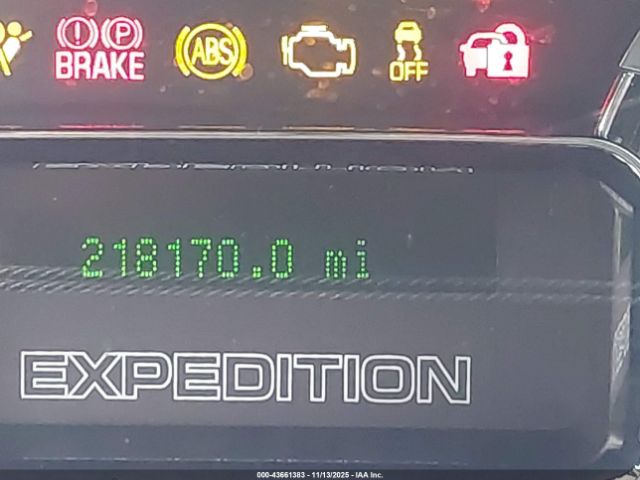 (!) (P)
BRAKE
ABS
OFF
218170.0 mi
EXPEDITION
000-43661383 - 11/13/2025 - IAA Inc.